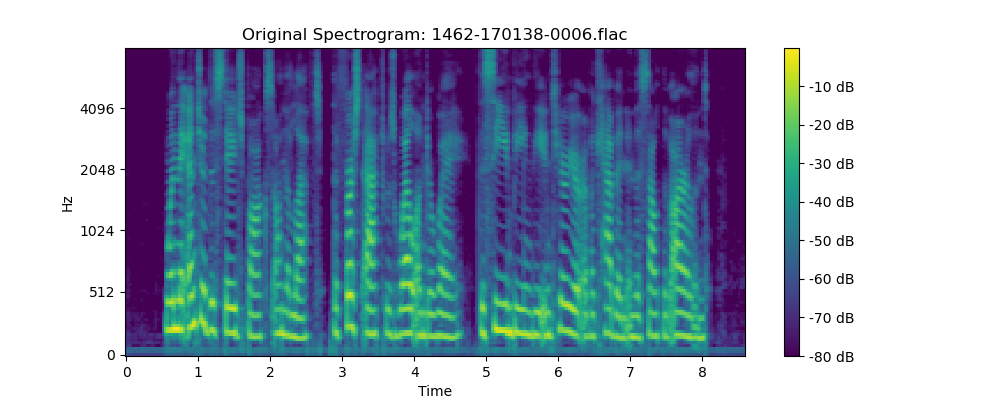 Original Spectrogram: 1462-170138-0006.flac
Hz
4096
2048
1024
512
0
0 1 2 3 4 5 6 7 8
Time
-10 dB
-20 dB
-30 dB
-40 dB
-50 dB
-60 dB
-70 dB
-80 dB